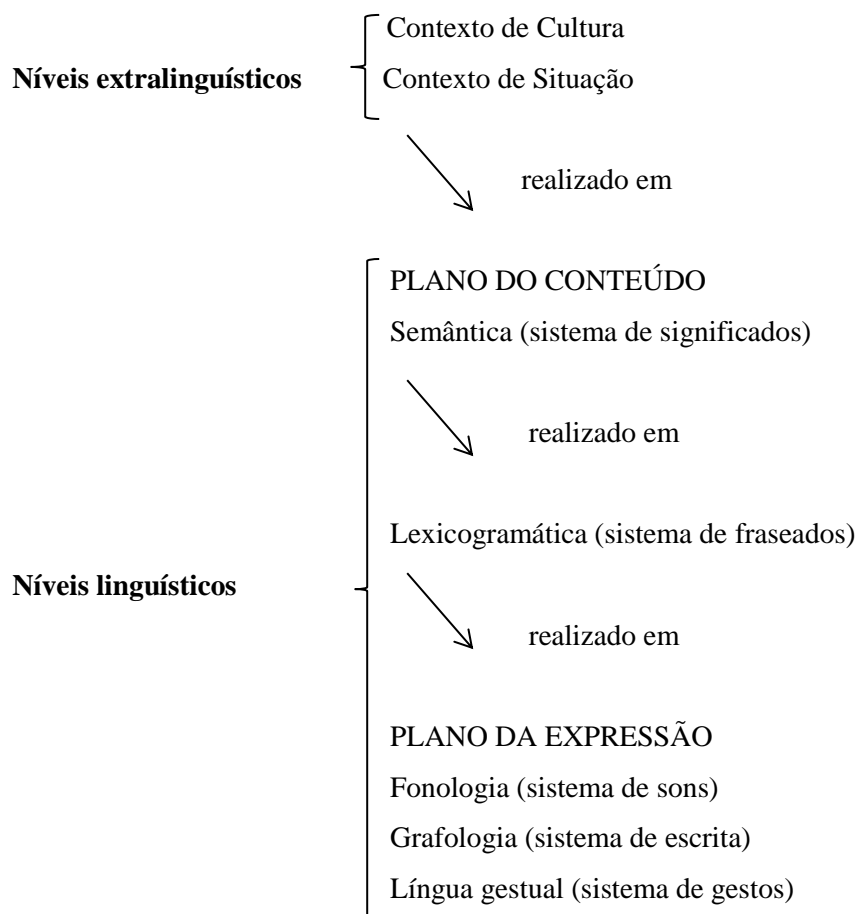 Contexto de Cultura
Níveis extralinguísticos
Contexto de Situação
realizado em
PLANO DO CONTEÚDO
Semântica (sistema de significados)
realizado em
Lexicogramática (sistema de fraseados)
Níveis linguísticos
realizado em
PLANO DA EXPRESSÃO
Fonologia (sistema de sons)
Grafologia (sistema de escrita)
Língua gestual (sistema de gestos)